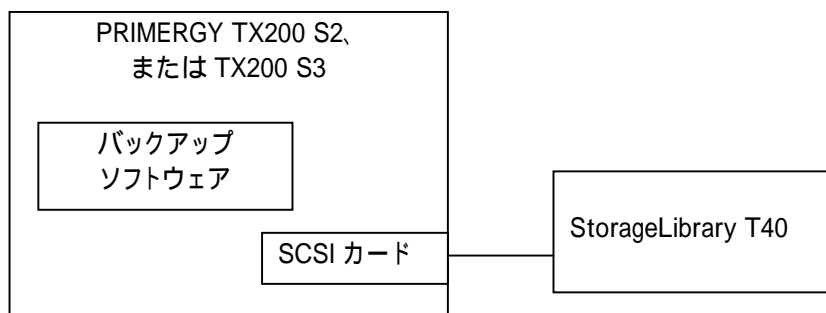 PRIMERGY TX200 S2、
または TX200 S3
バックアップ
ソフトウェア
SCSI カード
StorageLibrary T40